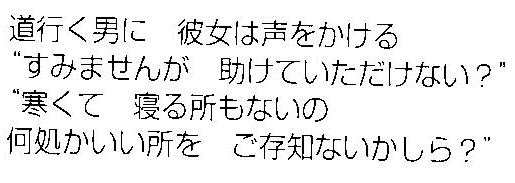 道行く男に　彼女は声をかける
“すみませんが　助けていただけない？”
“寒くて　寝る所もないの
何処かいい所を　ご存知ないかしら？”